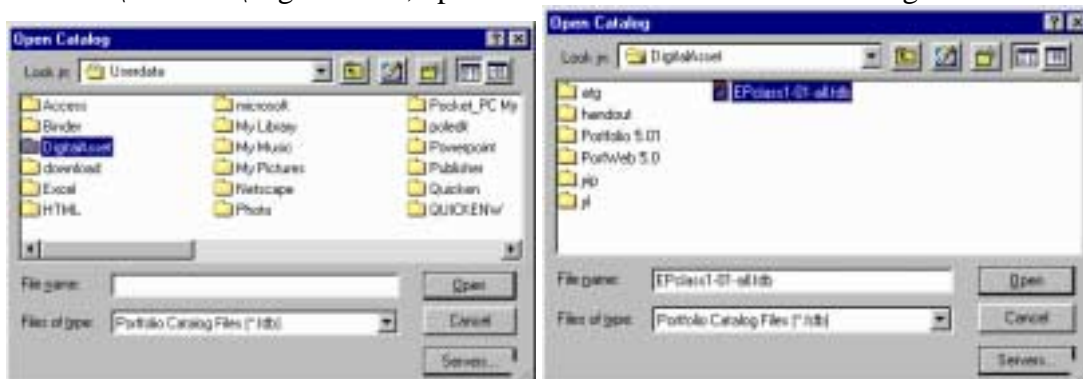 Open Catalog
Look in: Userdata
Access
Binder
DigitalAsset
download
Excel
HTML
microsoft
My Library
My Music
My Pictures
Netscape
Photo
Pocket_PC My
poledit
Powerpoint
Publisher
Quicken
QUICKENW
File name:
Open
Files of type: Portfolio Catalog Files (*.fdb)
Cancel
Servers...
Open Catalog
Look in: DigitalAsset
etg
handout
Portfolio 5.01
PortWeb 5.0
yip
yl
EPclass1-01-all.fdb
File name: EPclass1-01-all.fdb
Open
Files of type: Portfolio Catalog Files (*.fdb)
Cancel
Servers...